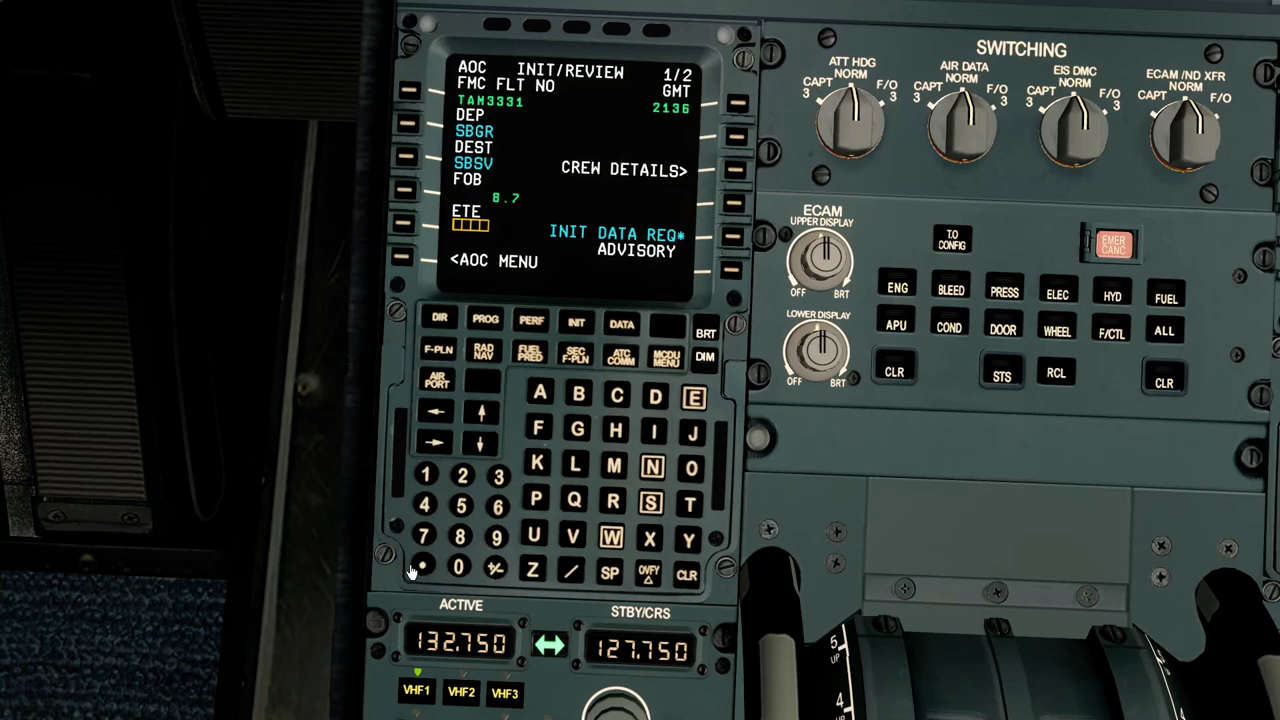 AOC INIT/REVIEW 1/2
FMC FLT NO GMT
TAM3331 2136
DEP
SBGR
DEST
SBSV
CREW DETAILS>
FOB
8.7
ETE
INIT DATA REQ*
ADVISORY
<AOC MENU
DIR PROG PERF INIT DATA BRT
F-PLN RAD NAV FUEL PRED SEC F-PLN ATC COMM MCDU MENU DIM
AIR PORT
A B C D E
F G H I J
K L M N O
1 2 3
P Q R S T
4 5 6
U V W X Y
7 8 9
Z / SP OVFY CLR
. 0 +/-
ACTIVE STBY/CRS
132.750 127.750
VHF1 VHF2 VHF3
SWITCHING
ATT HDG AIR DATA EIS DMC ECAM/ND XFR
NORM NORM NORM NORM
CAPT F/O CAPT F/O CAPT F/O CAPT F/O
3 3 3 3 3 3
ECAM
UPPER DISPLAY
OFF BRT
T.O CONFIG
EMER CANC
LOWER DISPLAY
OFF BRT
ENG BLEED PRESS ELEC HYD FUEL
APU COND DOOR WHEEL F/CTL ALL
CLR STS RCL CLR
5
UP
4
UP